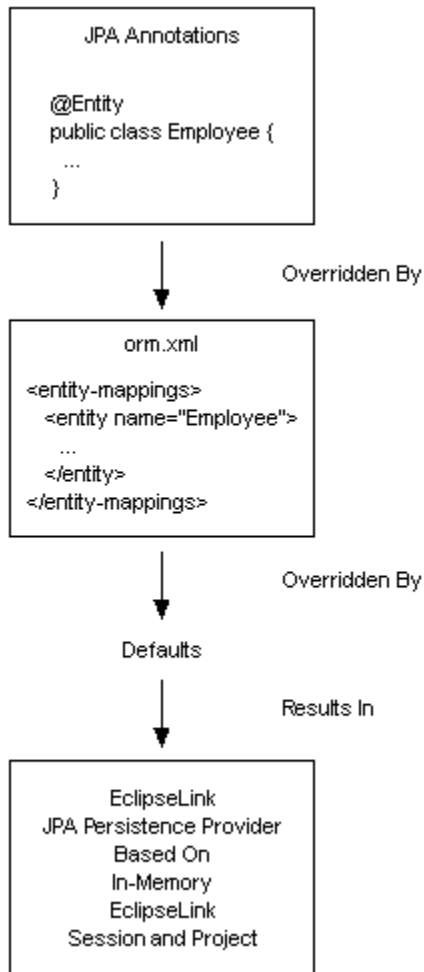 JPA Annotations
@Entity
public class Employee {
...
}
Overridden By
orm.xml
<entity-mappings>
<entity name="Employee">
...
</entity>
</entity-mappings>
Overridden By
Defaults
Results In
EclipseLink
JPA Persistence Provider
Based On
In-Memory
EclipseLink
Session and Project